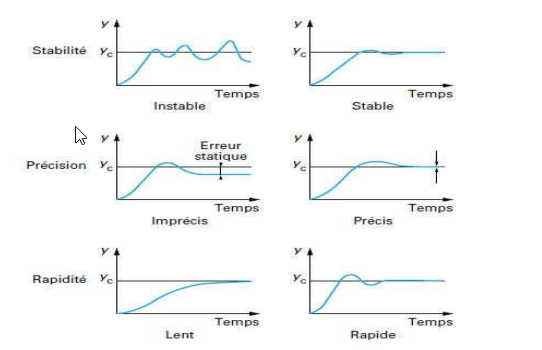 y
y
Stabilité
yc
yc
Temps
Temps
Instable
Stable
y
y
Erreur
statique
Précision
yc
yc
Temps
Temps
Imprécis
Précis
y
y
Rapidité
yc
yc
Temps
Temps
Lent
Rapide